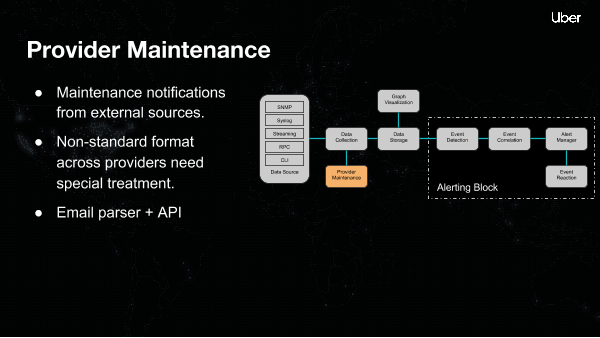 Uber
Provider Maintenance
● Maintenance notifications
from external sources.
● Non-standard format
across providers need
special treatment.
● Email parser + API
SNMP
Syslog
Streaming
RPC
CLI
Data Source
Data
Collection
Provider
Maintenance
Graph
Visualization
Data
Storage
Event
Detection
Event
Correlation
Alert
Manager
Event
Reaction
Alerting Block